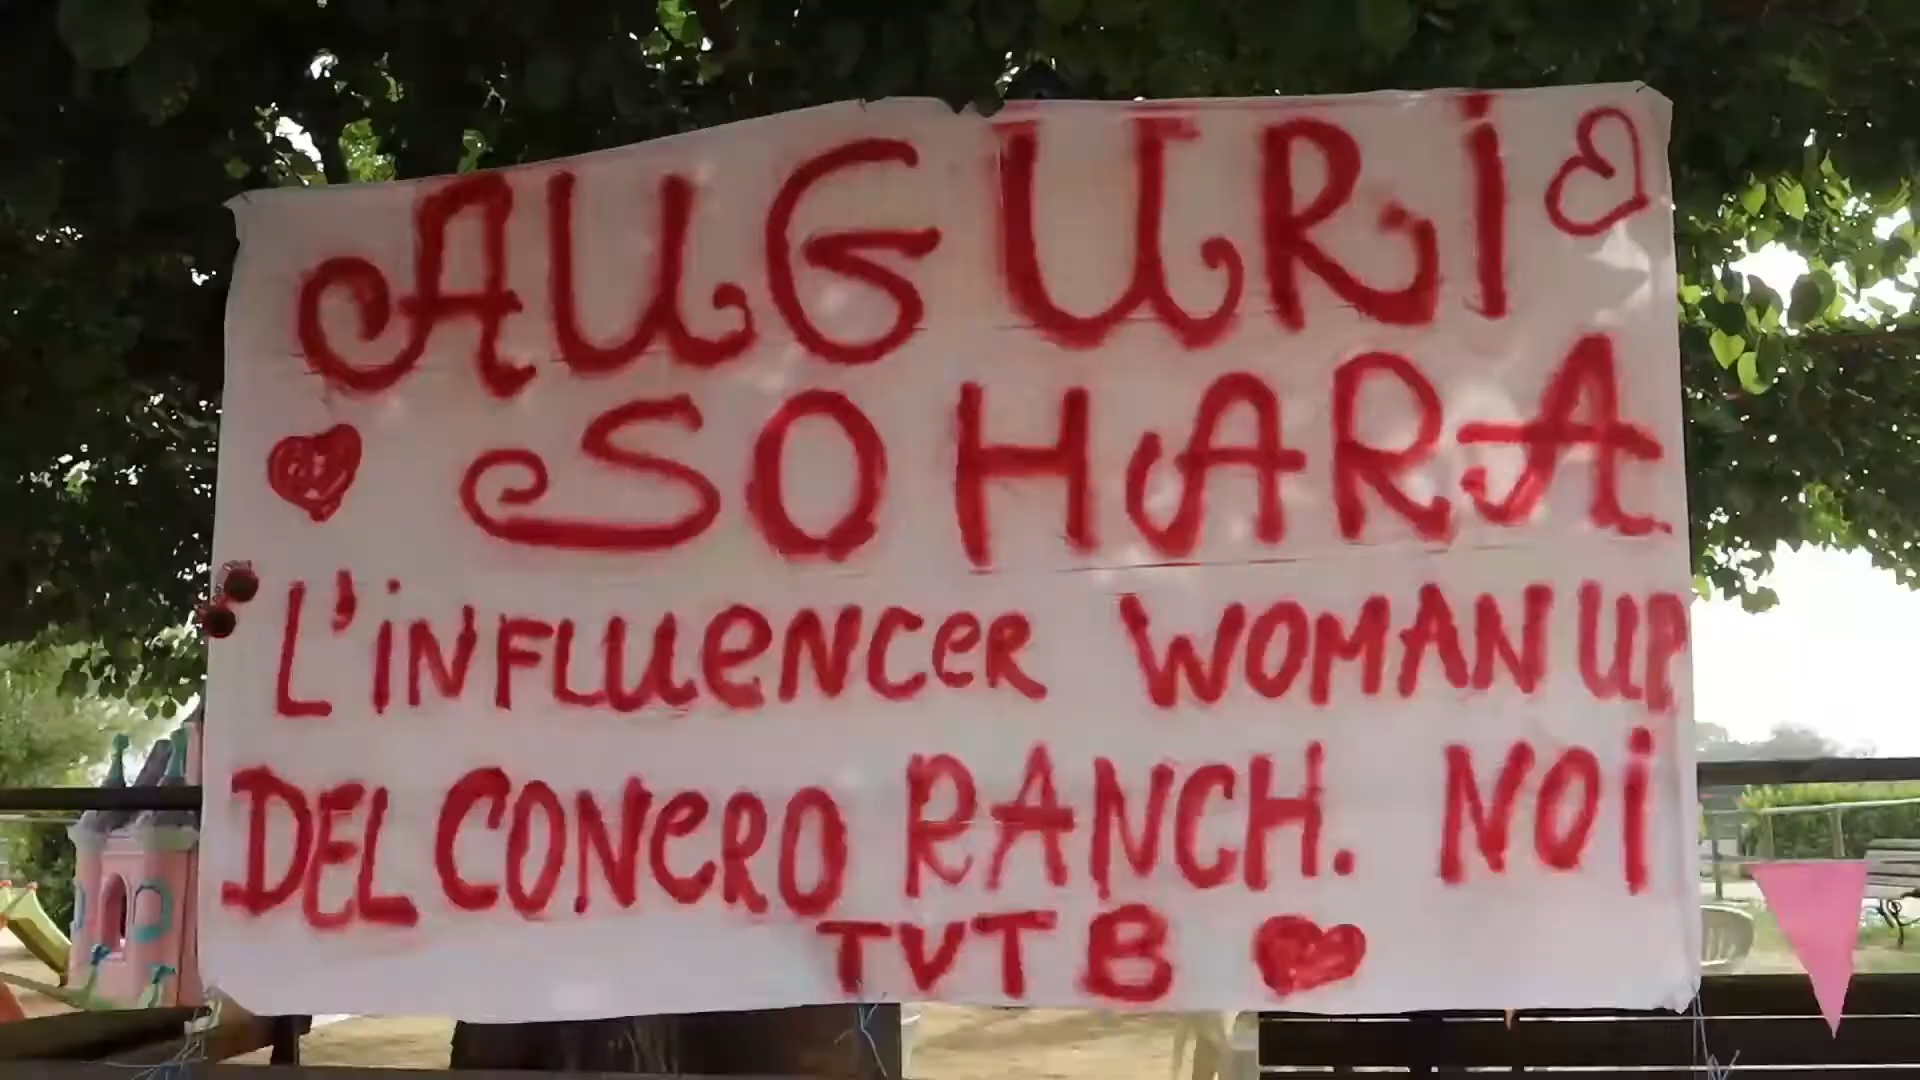 AUGURI
SOHARA
L'iNFLUeNCeR WOMAN UP
DEL CONeRO RANCH. NOi
TVTB